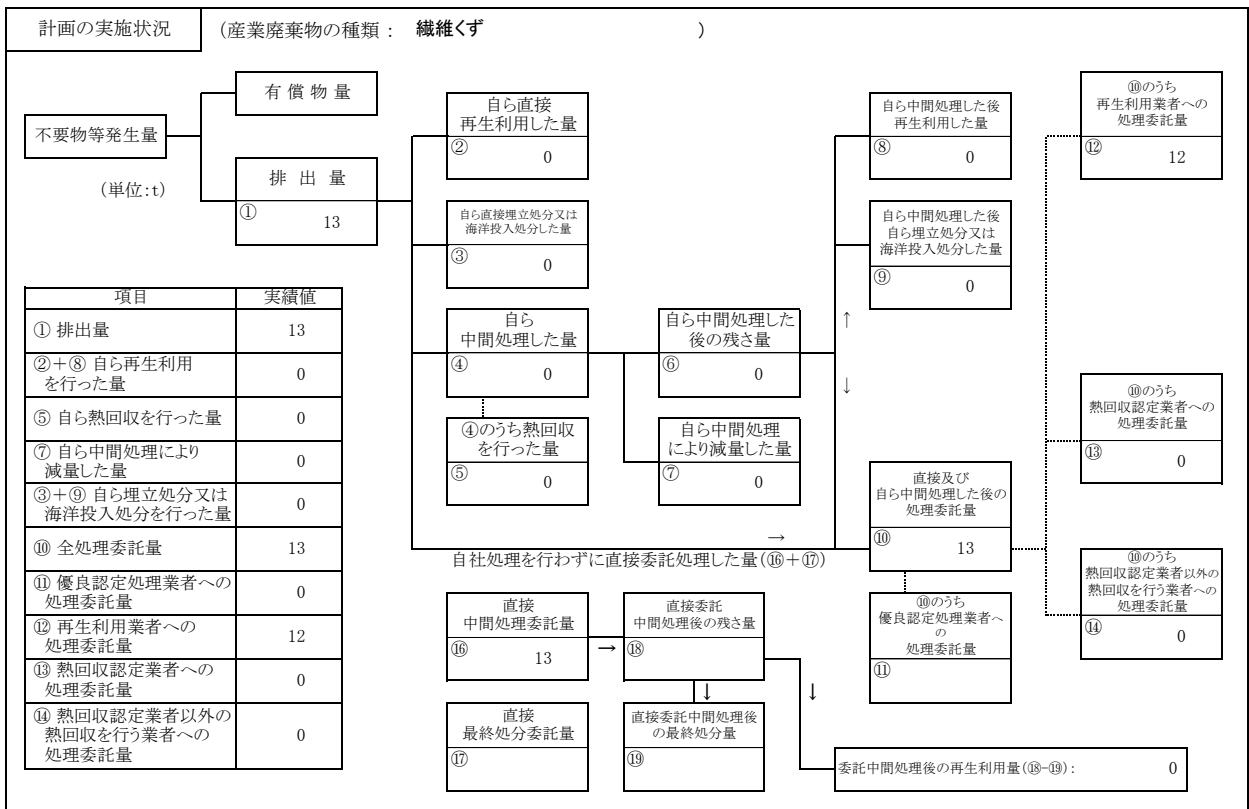 計画の実施状況
(産業廃棄物の種類： 繊維くず )
有 償 物 量
不要物等発生量
(単位:t)
排 出 量
① 13
自ら直接
再生利用した量
② 0
自ら直接埋立処分又は
海洋投入処分した量
③ 0
自ら
中間処理した量
④ 0
④のうち熱回収
を行った量
⑤ 0
自ら中間処理した
後の残さ量
⑥ 0
自ら中間処理
により減量した量
⑦ 0
自ら中間処理した後
再生利用した量
⑧ 0
自ら中間処理した後
自ら埋立処分又は
海洋投入処分した量
⑨ 0
↑
↓
直接及び
自ら中間処理した後の
処理委託量
⑩ 13
⑩のうち
優良認定処理業者へ
の
処理委託量
⑪
⑩のうち
再生利用業者への
処理委託量
⑫ 12
⑩のうち
熱回収認定業者への
処理委託量
⑬ 0
⑩のうち
熱回収認定業者以外の
熱回収を行う業者への
処理委託量
⑭ 0
→
自社処理を行わずに直接委託処理した量(⑯＋⑰)
直接
中間処理委託量
⑯ 13
→
直接委託
中間処理後の残さ量
⑱
↓
↓
直接
最終処分委託量
⑰
直接委託中間処理後
の最終処分量
⑲
委託中間処理後の再生利用量(⑱-⑲)： 0
項目 実績値
① 排出量 13
②＋⑧ 自ら再生利用
を行った量 0
⑤ 自ら熱回収を行った量 0
⑦ 自ら中間処理により
減量した量 0
③＋⑨ 自ら埋立処分又は
海洋投入処分を行った量 0
⑩ 全処理委託量 13
⑪ 優良認定処理業者への
処理委託量 0
⑫ 再生利用業者への
処理委託量 12
⑬ 熱回収認定業者への
処理委託量 0
⑭ 熱回収認定業者以外の
熱回収を行う業者への
処理委託量 0